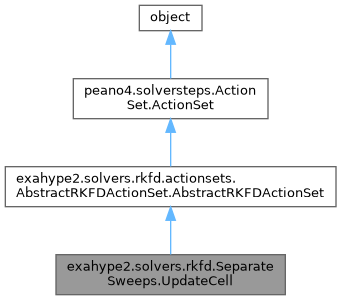 object
peano4.solversteps.Action
Set.ActionSet
exahype2.solvers.rkfd.actionsets.
AbstractRKFDActionSet.AbstractRKFDActionSet
exahype2.solvers.rkfd.Separate
Sweeps.UpdateCell